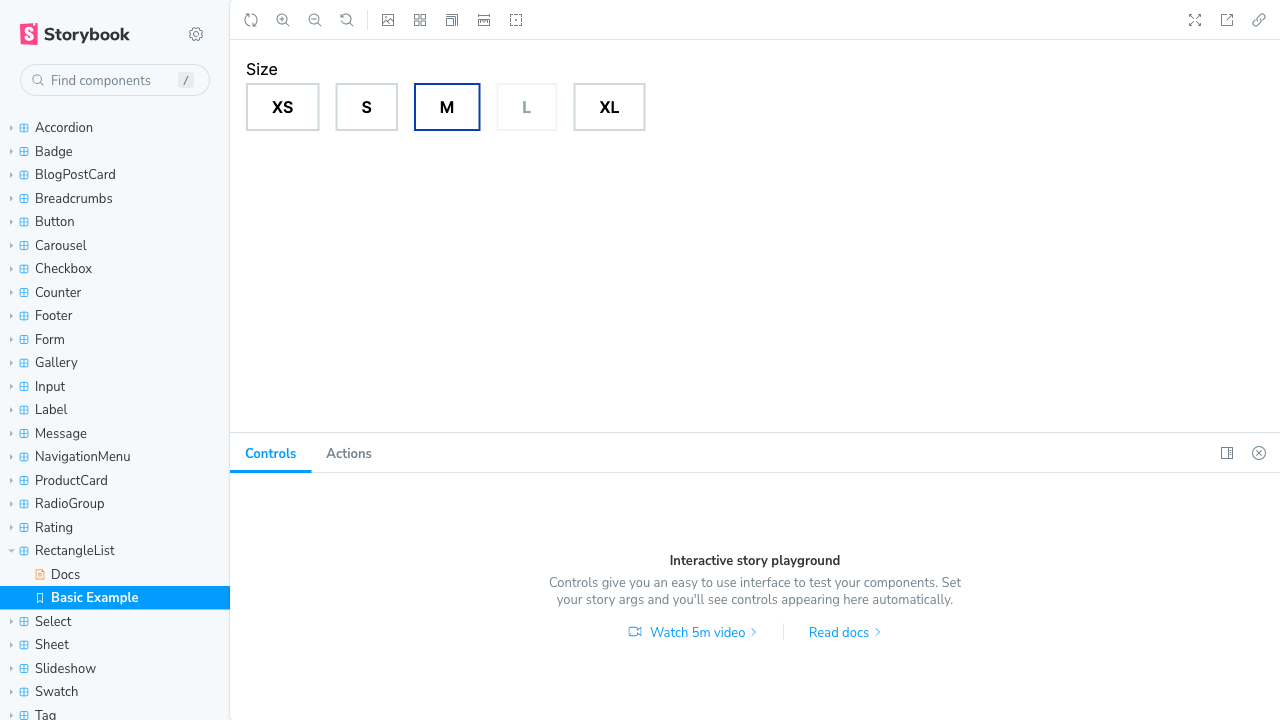 Storybook
Find components
/
Accordion
Badge
BlogPostCard
Breadcrumbs
Button
Carousel
Checkbox
Counter
Footer
Form
Gallery
Input
Label
Message
NavigationMenu
ProductCard
RadioGroup
Rating
RectangleList
Docs
Basic Example
Select
Sheet
Slideshow
Swatch
Tag
Size
XS
S
M
L
XL
Controls
Actions
Interactive story playground
Controls give you an easy to use interface to test your components. Set
your story args and you'll see controls appearing here automatically.
Watch 5m video
Read docs